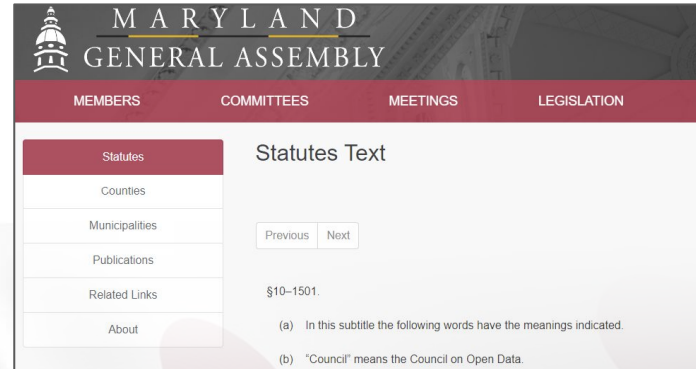 MARYLAND
GENERAL ASSEMBLY
MEMBERS COMMITTEES MEETINGS LEGISLATION
Statutes
Counties
Municipalities
Publications
Related Links
About
Statutes Text
Previous Next
§10–1501.
(a) In this subtitle the following words have the meanings indicated.
(b) “Council” means the Council on Open Data.